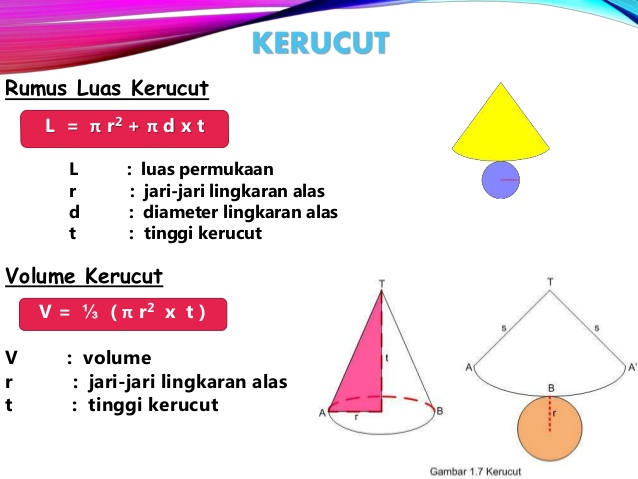 KERUCUT
Rumus Luas Kerucut
L = π r² + π d x t
L : luas permukaan
r : jari-jari lingkaran alas
d : diameter lingkaran alas
t : tinggi kerucut
Volume Kerucut
V = ⅓ ( π r² x t )
V : volume
r : jari-jari lingkaran alas
t : tinggi kerucut
T
t
A
r
B
T
s
s
A
A'
B
r
Gambar 1.7 Kerucut